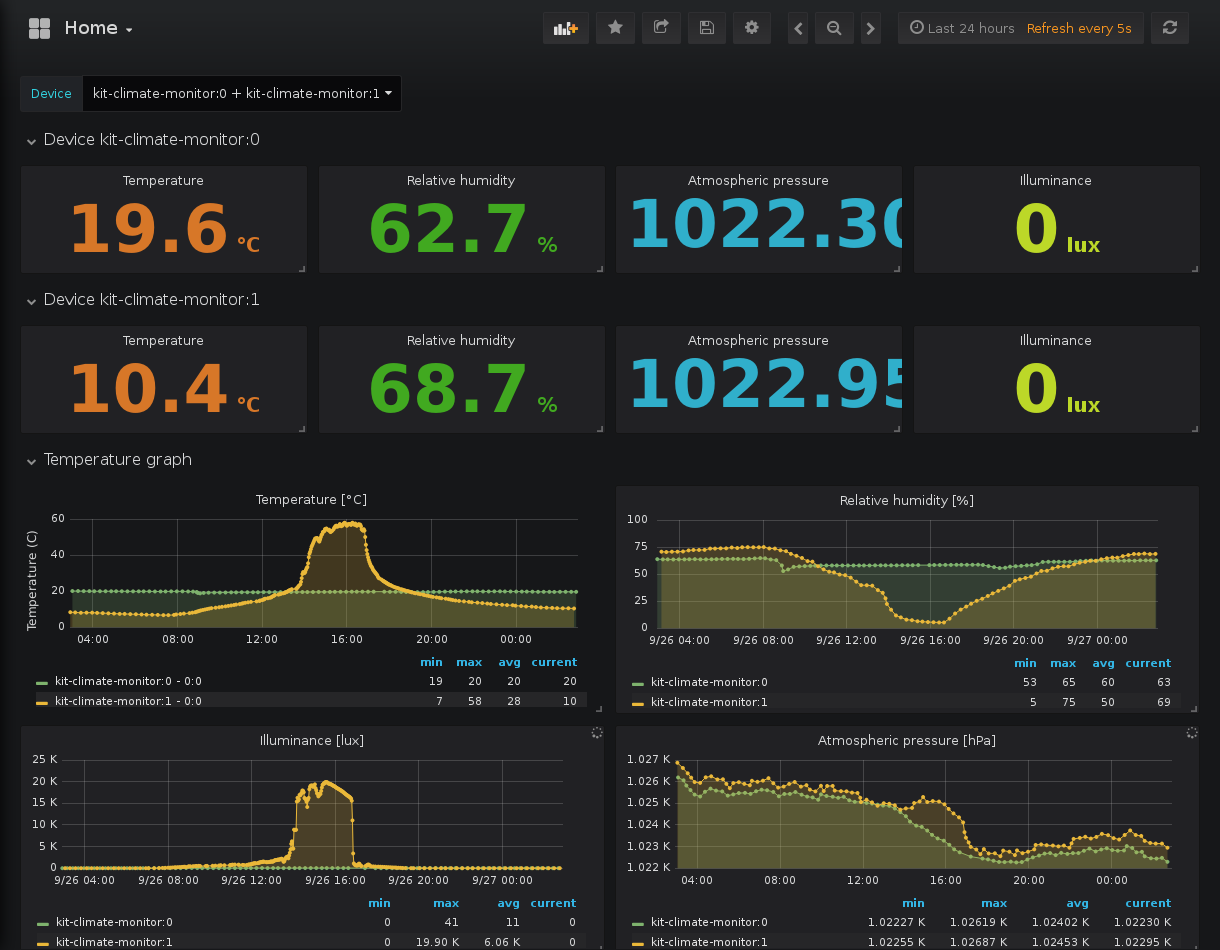 Home
Last 24 hours Refresh every 5s
Device kit-climate-monitor:0 + kit-climate-monitor:1
Device kit-climate-monitor:0
Temperature Relative humidity Atmospheric pressure Illuminance
19.6 °C 62.7 % 1022.30 0 lux
Device kit-climate-monitor:1
Temperature Relative humidity Atmospheric pressure Illuminance
10.4 °C 68.7 % 1022.95 0 lux
Temperature graph
Temperature [°C]
Temperature (C)
60
40
20
0
04:00 08:00 12:00 16:00 20:00 00:00
min max avg current
kit-climate-monitor:0 - 0:0 19 20 20 20
kit-climate-monitor:1 - 0:0 7 58 28 10
Relative humidity [%]
100
75
50
25
0
9/26 04:00 9/26 08:00 9/26 12:00 9/26 16:00 9/26 20:00 9/27 00:00
min max avg current
kit-climate-monitor:0 53 65 60 63
kit-climate-monitor:1 5 75 50 69
Illuminance [lux]
25 K
20 K
15 K
10 K
5 K
0
9/26 04:00 9/26 08:00 9/26 12:00 9/26 16:00 9/26 20:00 9/27 00:00
min max avg current
kit-climate-monitor:0 0 41 11 0
kit-climate-monitor:1 0 19.90 K 6.06 K 0
Atmospheric pressure [hPa]
1.027 K
1.026 K
1.025 K
1.024 K
1.023 K
1.022 K
04:00 08:00 12:00 16:00 20:00 00:00
min max avg current
kit-climate-monitor:0 1.02227 K 1.02619 K 1.02402 K 1.02230 K
kit-climate-monitor:1 1.02255 K 1.02687 K 1.02453 K 1.02295 K